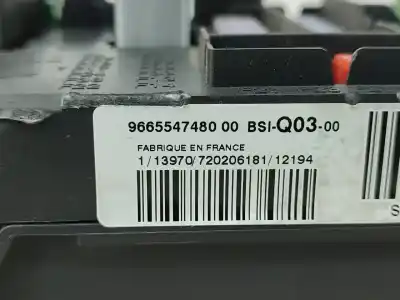 9665547480 00 BSI-Q03-00
FABRIQUE EN FRANCE
1/13970/720206181/12194
S